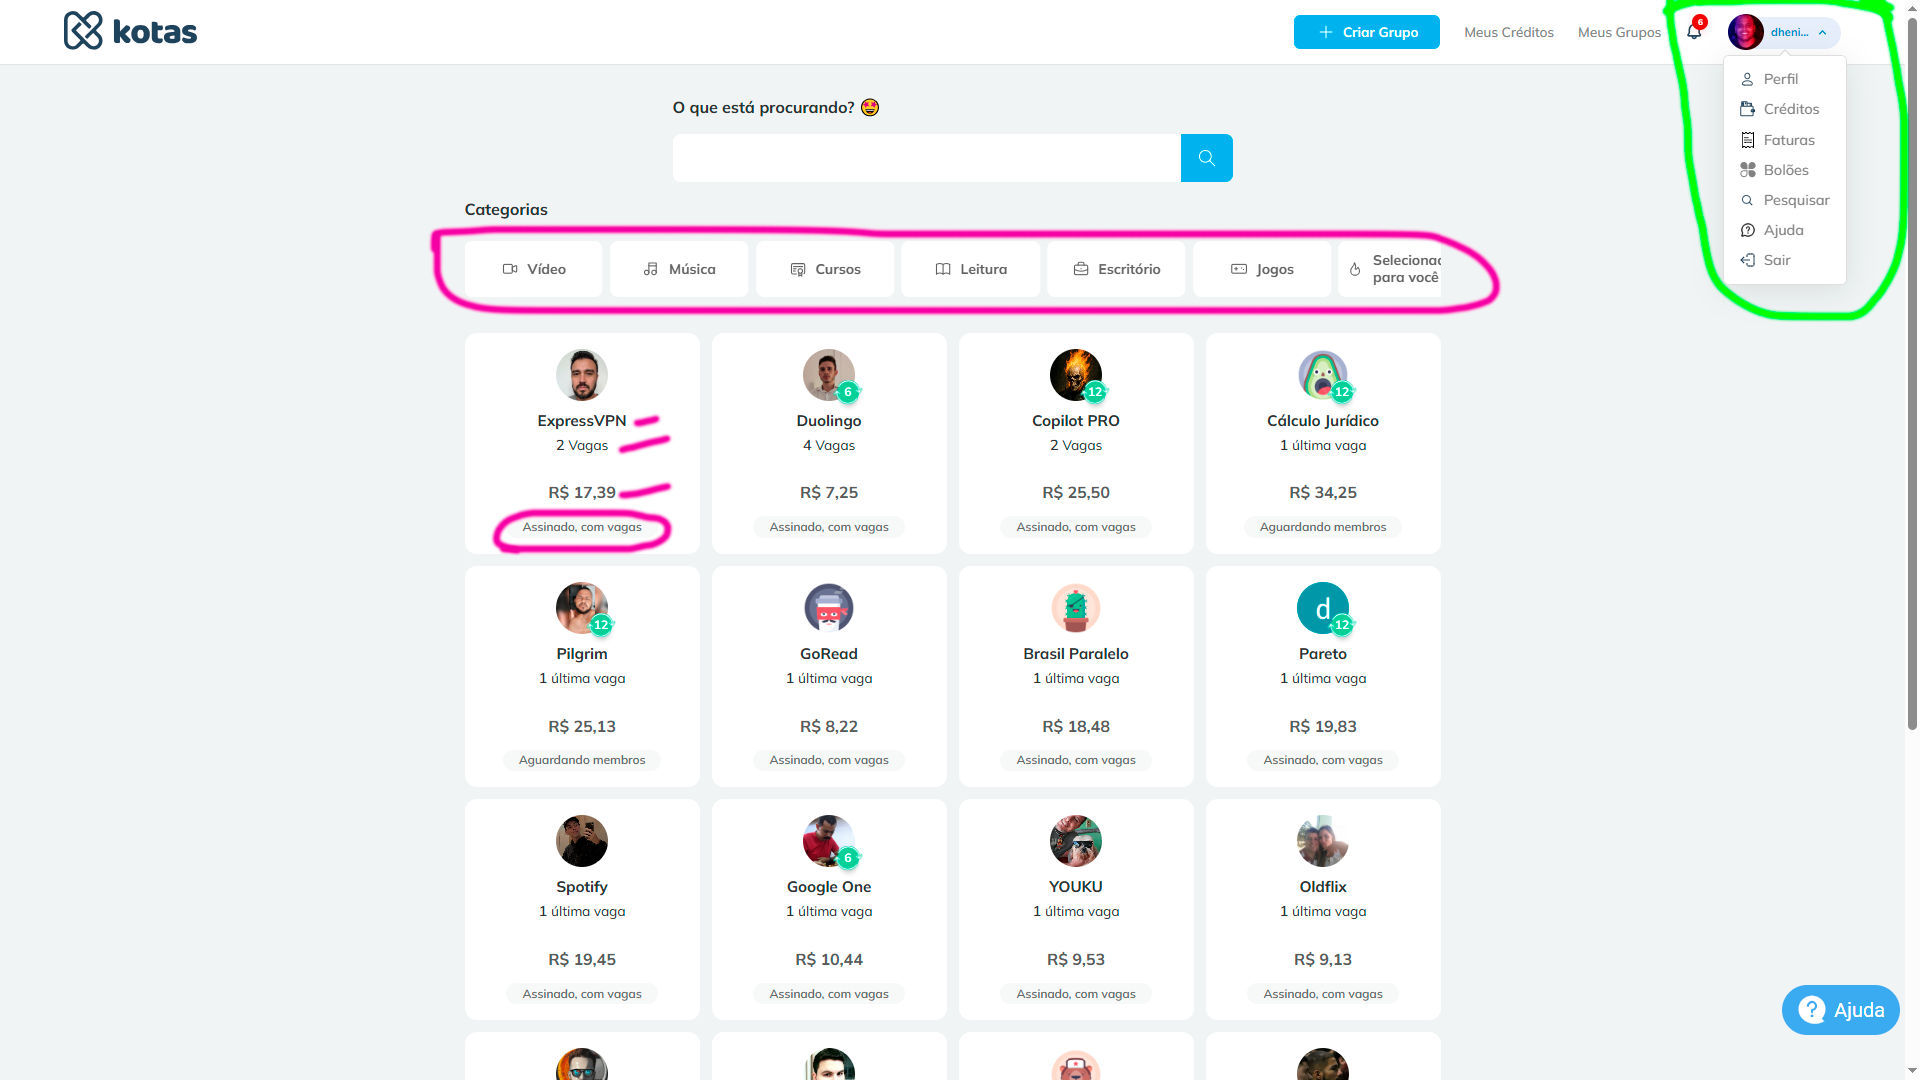 kotas
Criar Grupo
Meus Créditos
Meus Grupos
6
dheni...
Perfil
Créditos
Faturas
Bolões
Pesquisar
Ajuda
Sair
O que está procurando?
Categorias
Vídeo
Música
Cursos
Leitura
Escritório
Jogos
Selecionad
para você
ExpressVPN
2 Vagas
R$ 17,39
Assinado, com vagas
6
Duolingo
4 Vagas
R$ 7,25
Assinado, com vagas
12
Copilot PRO
2 Vagas
R$ 25,50
Assinado, com vagas
12
Cálculo Jurídico
1 última vaga
R$ 34,25
Aguardando membros
12
Pilgrim
1 última vaga
R$ 25,13
Aguardando membros
GoRead
1 última vaga
R$ 8,22
Assinado, com vagas
Brasil Paralelo
1 última vaga
R$ 18,48
Assinado, com vagas
d
12
Pareto
1 última vaga
R$ 19,83
Assinado, com vagas
Spotify
1 última vaga
R$ 19,45
Assinado, com vagas
6
Google One
1 última vaga
R$ 10,44
Assinado, com vagas
YOUKU
1 última vaga
R$ 9,53
Assinado, com vagas
Oldflix
1 última vaga
R$ 9,13
Assinado, com vagas
? Ajuda